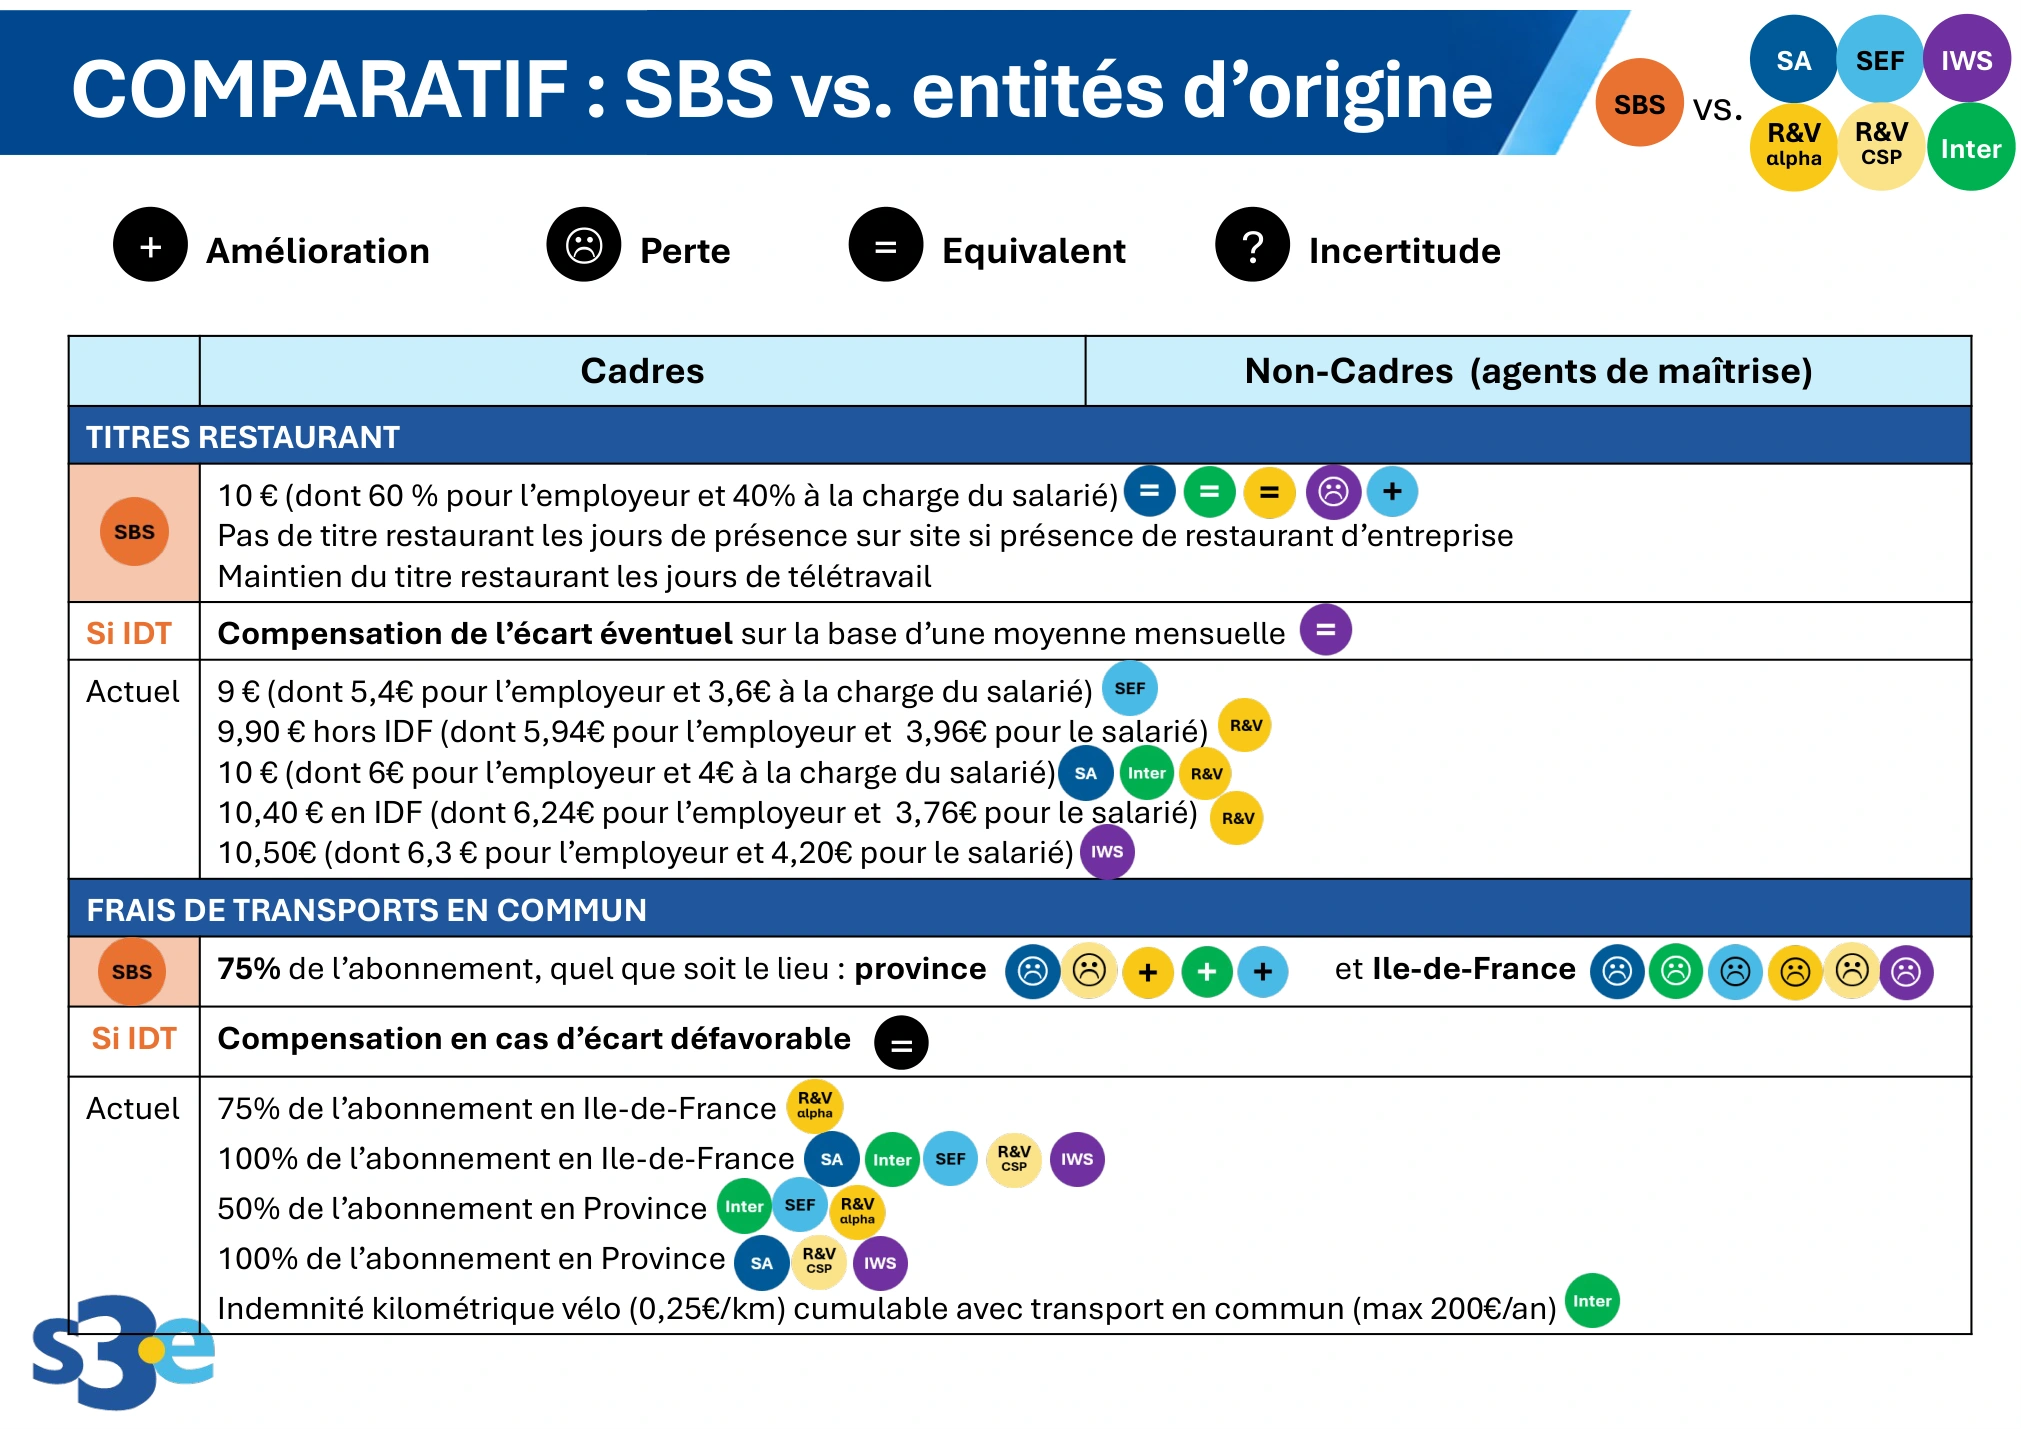 COMPARATIF : SBS vs. entités d’origine
SBS vs. SA SEF IWS
R&V alpha R&V CSP Inter
+ Amélioration ☹ Perte = Equivalent ? Incertitude
Cadres Non-Cadres (agents de maîtrise)
TITRES RESTAURANT
SBS
10 € (dont 60 % pour l’employeur et 40% à la charge du salarié) = = = ☹ +
Pas de titre restaurant les jours de présence sur site si présence de restaurant d’entreprise
Maintien du titre restaurant les jours de télétravail
Si IDT Compensation de l’écart éventuel sur la base d’une moyenne mensuelle =
Actuel 9 € (dont 5,4€ pour l’employeur et 3,6€ à la charge du salarié) SEF
9,90 € hors IDF (dont 5,94€ pour l’employeur et 3,96€ pour le salarié) R&V
10 € (dont 6€ pour l’employeur et 4€ à la charge du salarié) SA Inter R&V
10,40 € en IDF (dont 6,24€ pour l’employeur et 3,76€ pour le salarié) R&V
10,50€ (dont 6,3 € pour l’employeur et 4,20€ pour le salarié) IWS
FRAIS DE TRANSPORTS EN COMMUN
SBS 75% de l’abonnement, quel que soit le lieu : province ☹ ☹ + + + et Ile-de-France ☹ ☹ ☹ ☹ ☹ ☹
Si IDT Compensation en cas d’écart défavorable =
Actuel 75% de l’abonnement en Ile-de-France R&V alpha
100% de l’abonnement en Ile-de-France SA Inter SEF R&V CSP IWS
50% de l’abonnement en Province Inter SEF R&V alpha
100% de l’abonnement en Province SA R&V CSP IWS
Indemnité kilométrique vélo (0,25€/km) cumulable avec transport en commun (max 200€/an) Inter
s3e